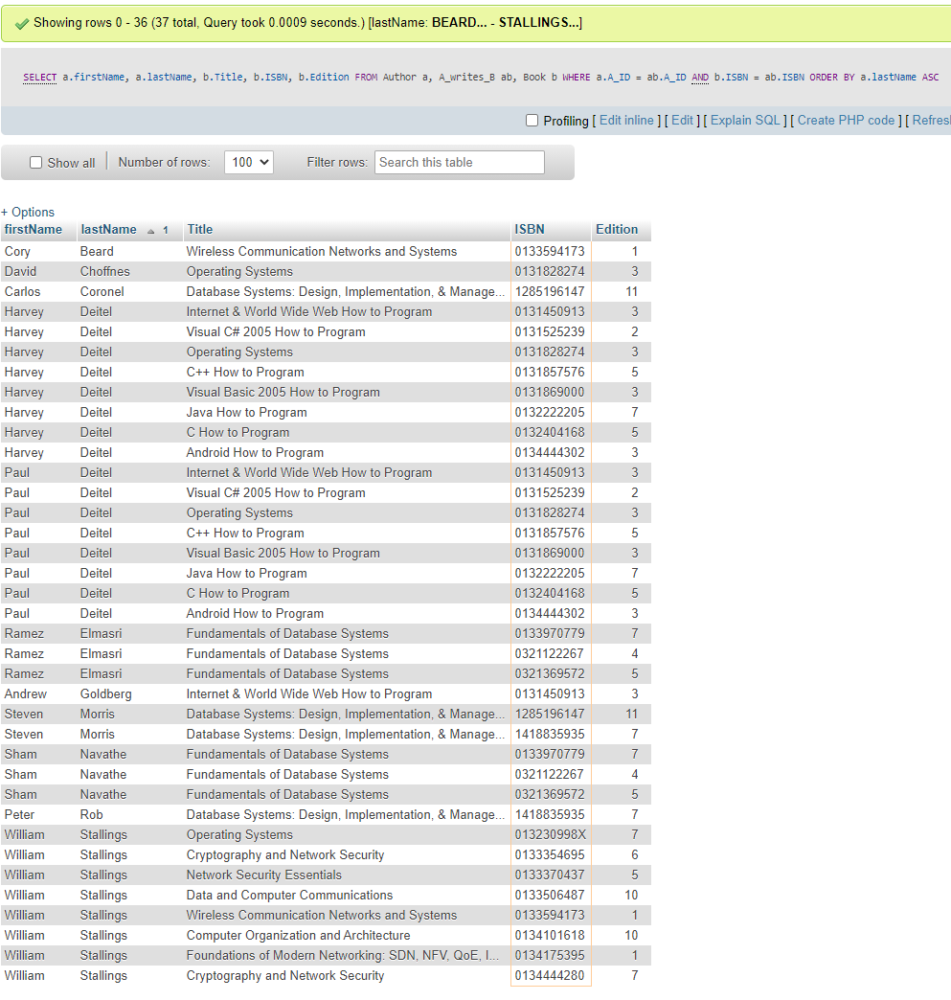 Showing rows 0 - 36 (37 total, Query took 0.0009 seconds.) [lastName: BEARD... - STALLINGS...]
SELECT a.firstName, a.lastName, b.Title, b.ISBN, b.Edition FROM Author a, A_writes_B ab, Book b WHERE a.A_ID = ab.A_ID AND b.ISBN = ab.ISBN ORDER BY a.lastName ASC
Profiling [ Edit inline ] [ Edit ] [ Explain SQL ] [ Create PHP code ] [ Refresh
Show all Number of rows: 100 Filter rows: Search this table
+ Options
firstName lastName 1 Title ISBN Edition
Cory Beard Wireless Communication Networks and Systems 0133594173 1
David Choffnes Operating Systems 0131828274 3
Carlos Coronel Database Systems: Design, Implementation, & Manage... 1285196147 11
Harvey Deitel Internet & World Wide Web How to Program 0131450913 3
Harvey Deitel Visual C# 2005 How to Program 0131525239 2
Harvey Deitel Operating Systems 0131828274 3
Harvey Deitel C++ How to Program 0131857576 5
Harvey Deitel Visual Basic 2005 How to Program 0131869000 3
Harvey Deitel Java How to Program 0132222205 7
Harvey Deitel C How to Program 0132404168 5
Harvey Deitel Android How to Program 0134444302 3
Paul Deitel Internet & World Wide Web How to Program 0131450913 3
Paul Deitel Visual C# 2005 How to Program 0131525239 2
Paul Deitel Operating Systems 0131828274 3
Paul Deitel C++ How to Program 0131857576 5
Paul Deitel Visual Basic 2005 How to Program 0131869000 3
Paul Deitel Java How to Program 0132222205 7
Paul Deitel C How to Program 0132404168 5
Paul Deitel Android How to Program 0134444302 3
Ramez Elmasri Fundamentals of Database Systems 0133970779 7
Ramez Elmasri Fundamentals of Database Systems 0321122267 4
Ramez Elmasri Fundamentals of Database Systems 0321369572 5
Andrew Goldberg Internet & World Wide Web How to Program 0131450913 3
Steven Morris Database Systems: Design, Implementation, & Manage... 1285196147 11
Steven Morris Database Systems: Design, Implementation, & Manage... 1418835935 7
Sham Navathe Fundamentals of Database Systems 0133970779 7
Sham Navathe Fundamentals of Database Systems 0321122267 4
Sham Navathe Fundamentals of Database Systems 0321369572 5
Peter Rob Database Systems: Design, Implementation, & Manage... 1418835935 7
William Stallings Operating Systems 013230998X 7
William Stallings Cryptography and Network Security 0133354695 6
William Stallings Network Security Essentials 0133370437 5
William Stallings Data and Computer Communications 0133506487 10
William Stallings Wireless Communication Networks and Systems 0133594173 1
William Stallings Computer Organization and Architecture 0134101618 10
William Stallings Foundations of Modern Networking: SDN, NFV, QoE, I... 0134175395 1
William Stallings Cryptography and Network Security 0134444280 7